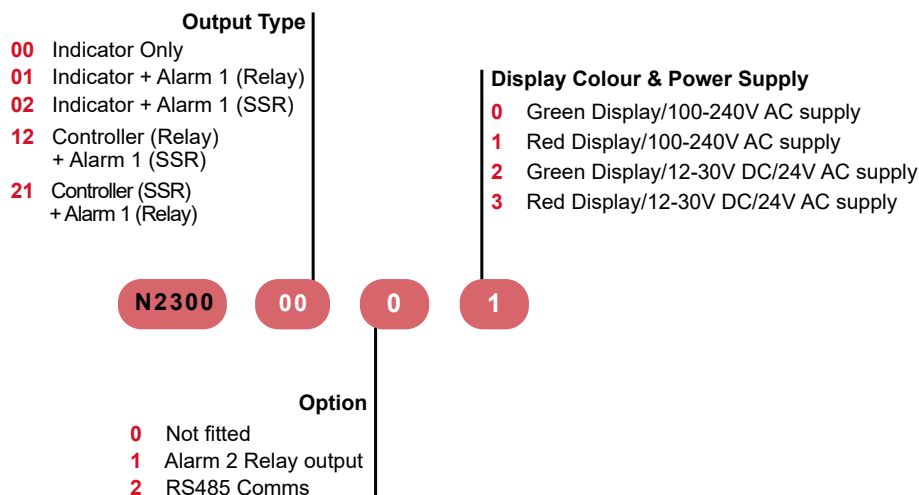 Output Type
00 Indicator Only
01 Indicator + Alarm 1 (Relay)
02 Indicator + Alarm 1 (SSR)
12 Controller (Relay)
+ Alarm 1 (SSR)
21 Controller (SSR)
+ Alarm 1 (Relay)
Display Colour & Power Supply
0 Green Display/100-240V AC supply
1 Red Display/100-240V AC supply
2 Green Display/12-30V DC/24V AC supply
3 Red Display/12-30V DC/24V AC supply
N2300 00 0 1
Option
0 Not fitted
1 Alarm 2 Relay output
2 RS485 Comms